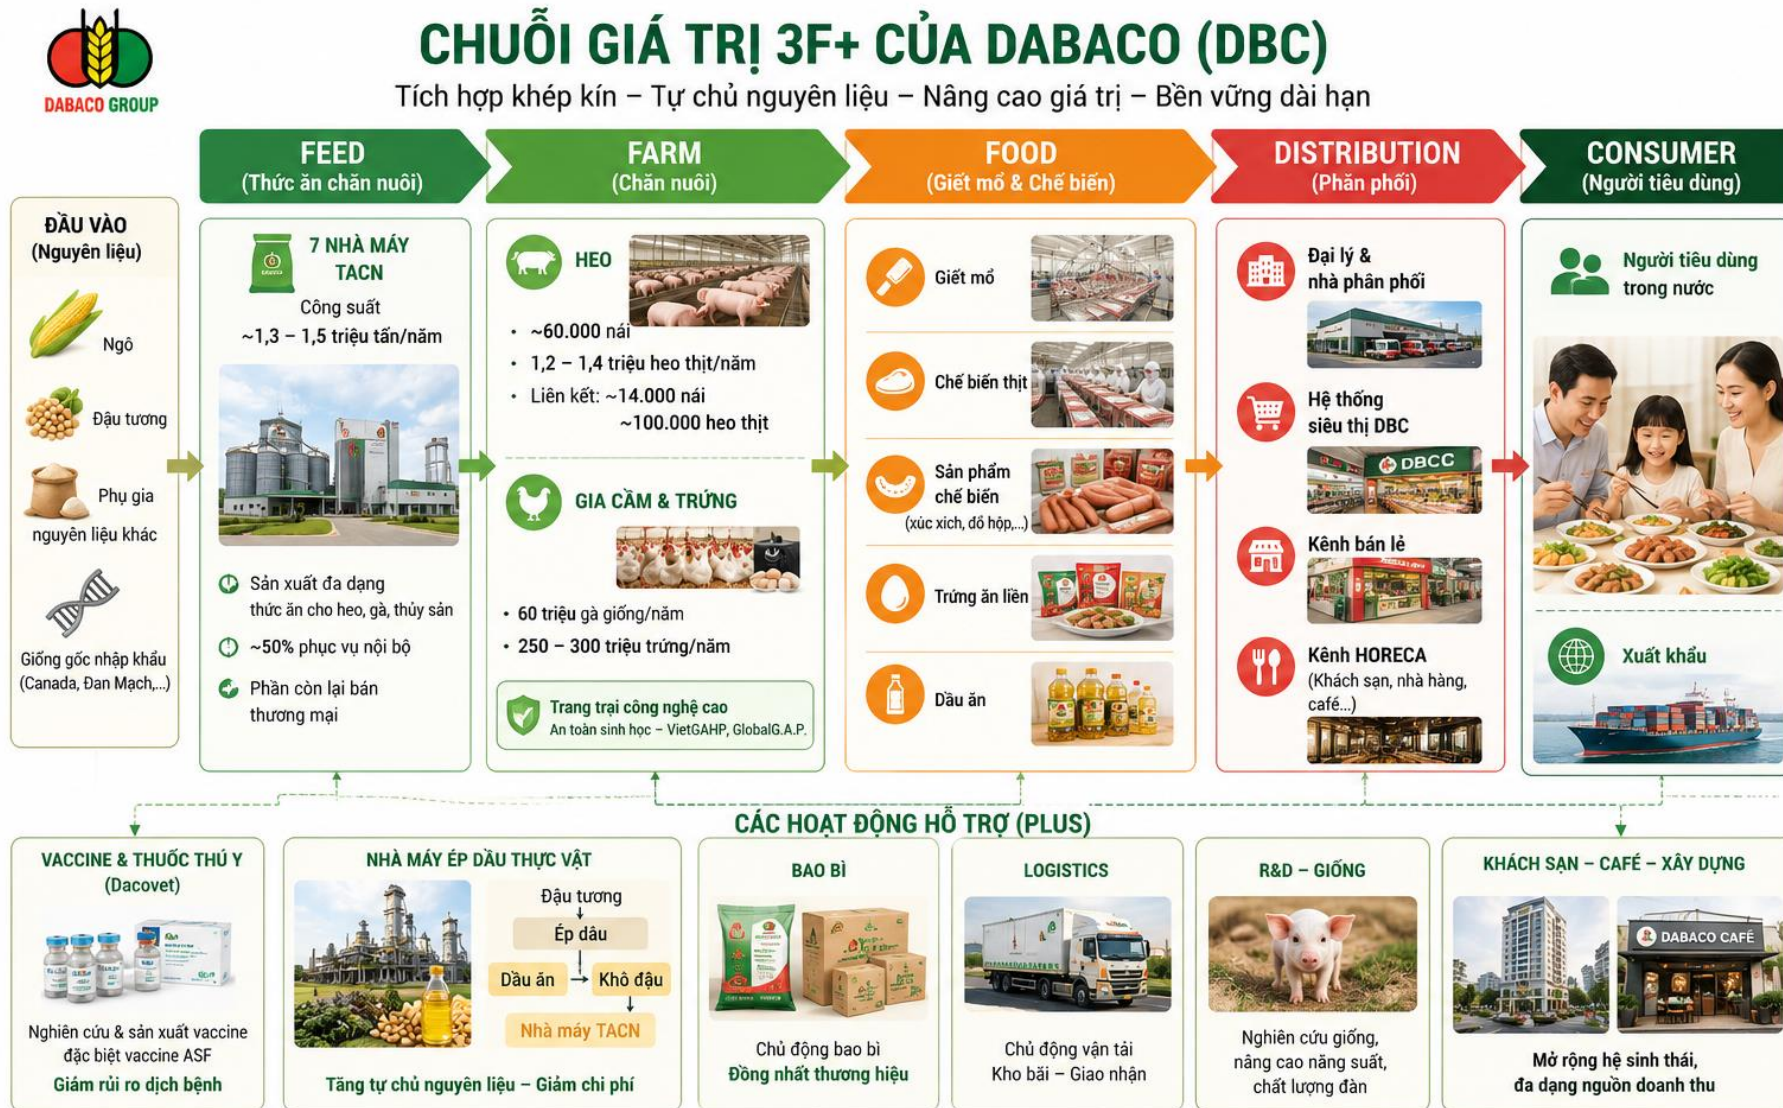 DABACO GROUP
CHUỖI GIÁ TRỊ 3F+ CỦA DABACO (DBC)
Tích hợp khép kín – Tự chủ nguyên liệu – Nâng cao giá trị – Bền vững dài hạn
ĐẦU VÀO
(Nguyên liệu)
Ngô
Đậu tương
Phụ gia
nguyên liệu khác
Giống gốc nhập khẩu
(Canada, Đan Mạch,...)
FEED
(Thức ăn chăn nuôi)
7 NHÀ MÁY
TACN
Công suất
~1,3 – 1,5 triệu tấn/năm
Sản xuất đa dạng
thức ăn cho heo, gà, thủy sản
~50% phục vụ nội bộ
Phần còn lại bán
thương mại
FARM
(Chăn nuôi)
HEO
• ~60.000 nái
• 1,2 – 1,4 triệu heo thịt/năm
• Liên kết: ~14.000 nái
~100.000 heo thịt
GIA CẦM & TRỨNG
• 60 triệu gà giống/năm
• 250 – 300 triệu trứng/năm
Trang trại công nghệ cao
An toàn sinh học – VietGAHP, GlobalG.A.P.
FOOD
(Giết mổ & Chế biến)
Giết mổ
Chế biến thịt
Sản phẩm
chế biến
(xúc xich, đồ hộp,...)
Trứng ăn liền
Dầu ăn
DISTRIBUTION
(Phăn phối)
Đại lý &
nhà phân phối
Hệ thống
siêu thị DBC
DBCC
Kênh bán lẻ
Kênh HORECA
(Khách sạn, nhà hàng,
café...)
CONSUMER
(Người tiêu dùng)
Người tiêu dùng
trong nước
Xuất khẩu
CÁC HOẠT ĐỘNG HỖ TRỢ (PLUS)
VACCINE & THUỐC THÚ Y
(Dacovet)
Nghiên cứu & sản xuất vaccine
đặc biệt vaccine ASF
Giảm rủi ro dịch bệnh
NHÀ MÁY ÉP DẦU THỰC VẬT
Đậu tương
Ép dâu
Dầu án
Khô đậu
Nhà máy TACN
Tăng tự chủ nguyên liệu – Giảm chi phí
BAO BÌ
Chủ động bao bì
Đồng nhất thương hiệu
LOGISTICS
Chủ động vận tải
Kho bãi – Giao nhận
R&D – GIỐNG
Nghiên cứu giống,
nâng cao năng suất,
chất lượng đàn
KHÁCH SẠN – CAFÉ – XÂY DỰNG
DABACO CAFÉ
Mở rộng hệ sinh thái,
đa dạng nguồn doanh thu